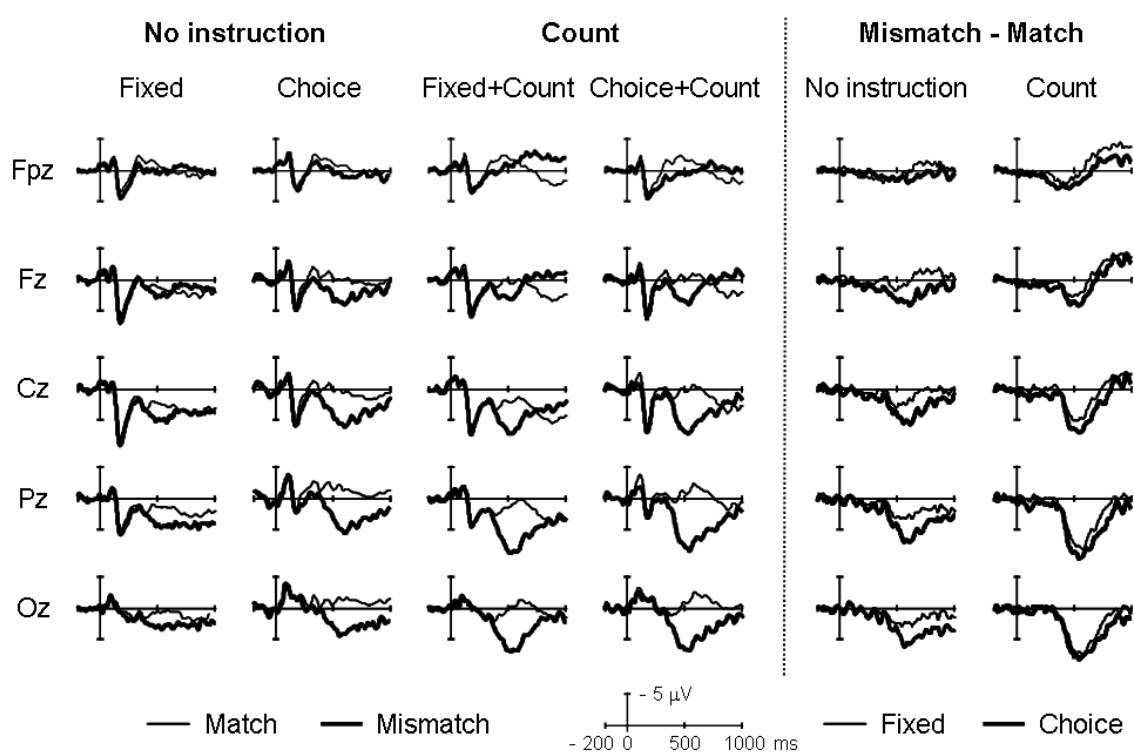 No instruction Count Mismatch - Match
Fixed Choice Fixed+Count Choice+Count No instruction Count
Fpz
Fz
Cz
Pz
Oz
- 5 μV
Match Mismatch Fixed Choice
- 200 0 500 1000 ms